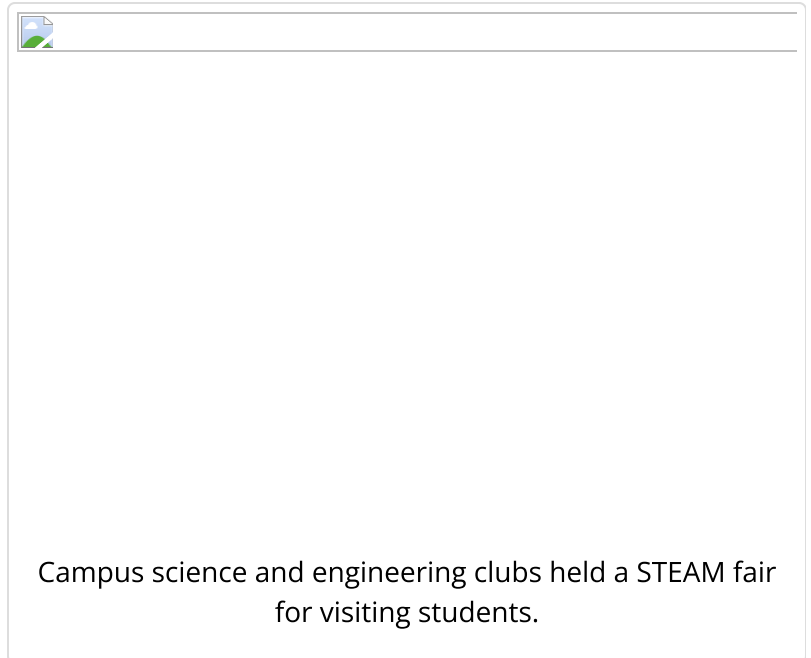 Campus science and engineering clubs held a STEAM fair
for visiting students.